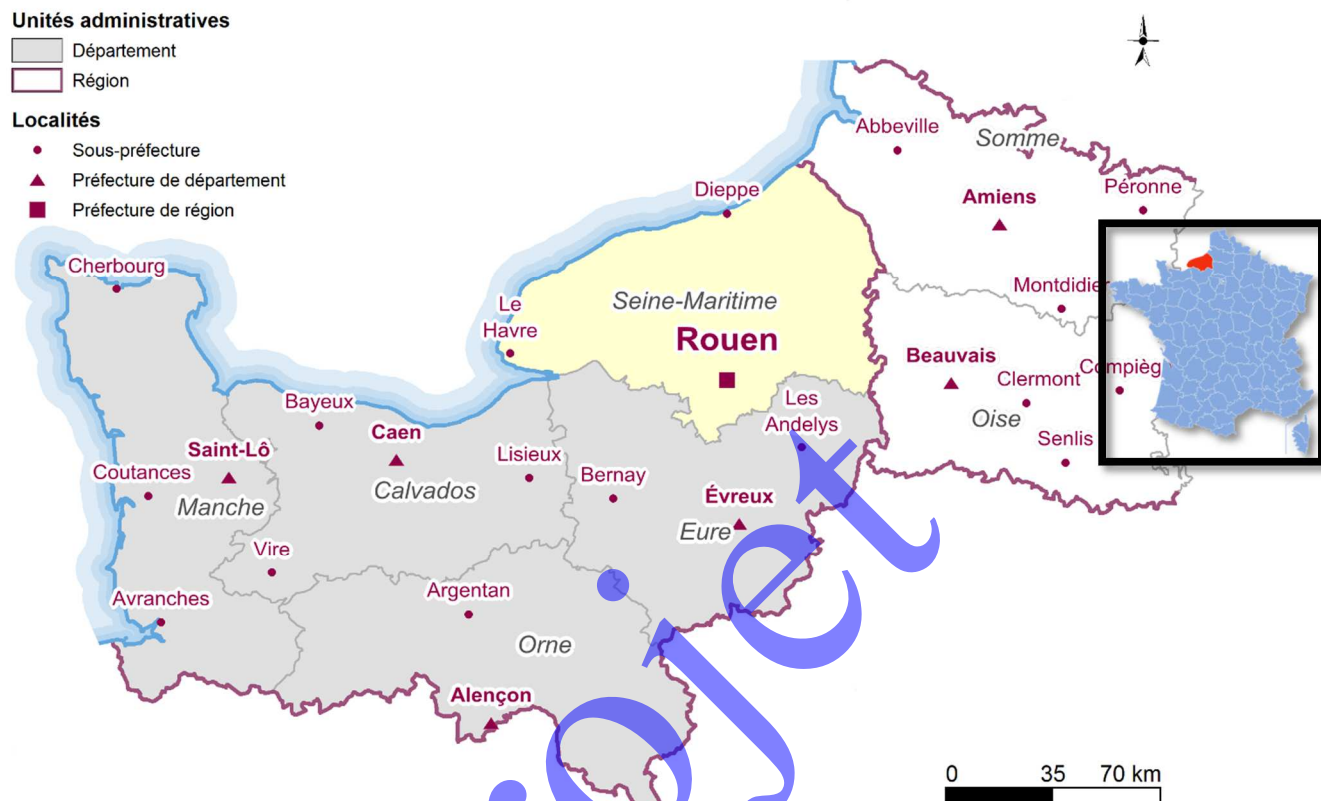 Unités administratives
Département
Région
Localités
Sous-préfecture
Préfecture de département
Préfecture de région
Abbeville
Somme
Dieppe
Amiens
Péronne
Cherbourg
Le
Havre
Seine-Maritime
Rouen
Montdidier
Beauvais
Clermont
Compièg
Oise
Senlis
Bayeux
Caen
Les
Andelys
Saint-Lô
Coutances
Lisieux
Bernay
Manche
Calvados
Évreux
Eure
Vire
Avranches
Argentan
Orne
Alençon
0 35 70 km